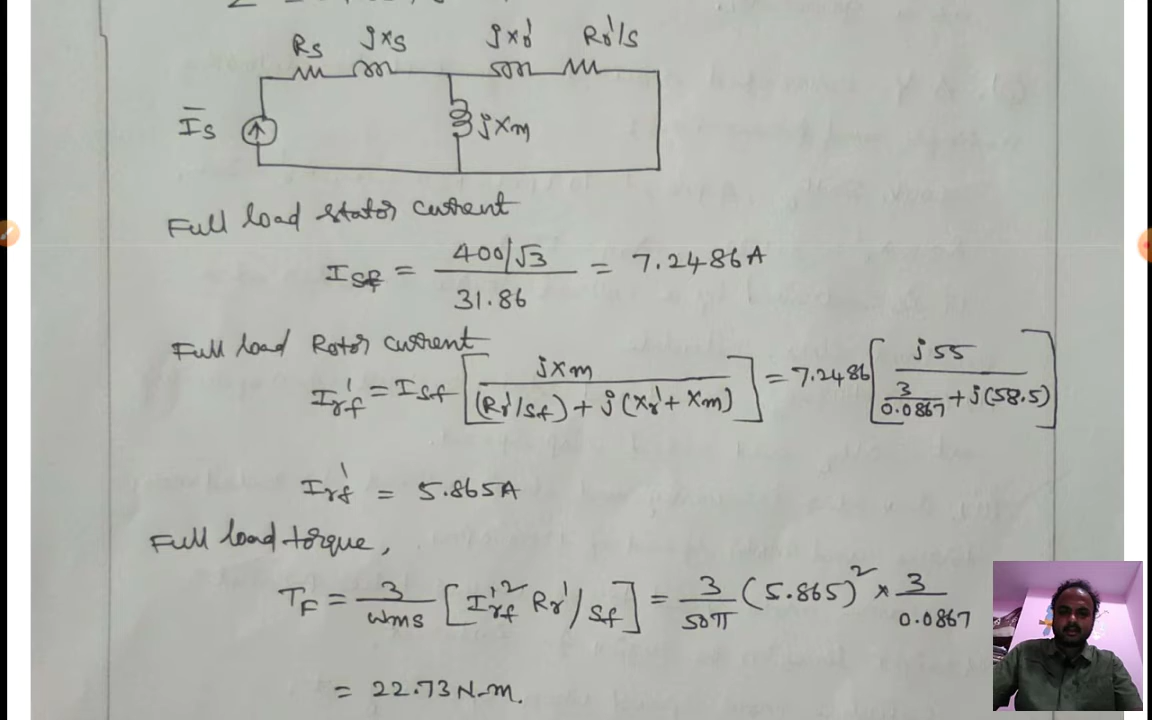 Rs jxs jxr' Rr'/s
Īs jxm
Full load stator current
Isf = 400/√3 / 31.86 = 7.2486A
Full load Rotor current
Irf' = Isf [ jxm / (Rr'/sf) + j(xr' + xm) ] = 7.2486 [ j55 / 3/0.0867 + j(58.5) ]
Irf' = 5.865A
Full load torque,
TF = 3/ωms [ Irf'² Rr'/sf ] = 3/50π (5.865)² × 3/0.0867
= 22.73 N-m.